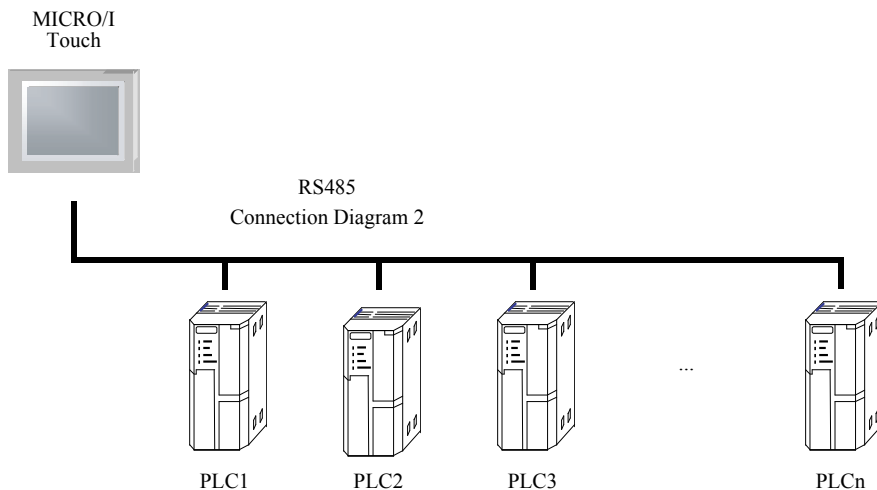 MICRO/I
Touch
RS485
Connection Diagram 2
...
PLC1
PLC2
PLC3
PLCn